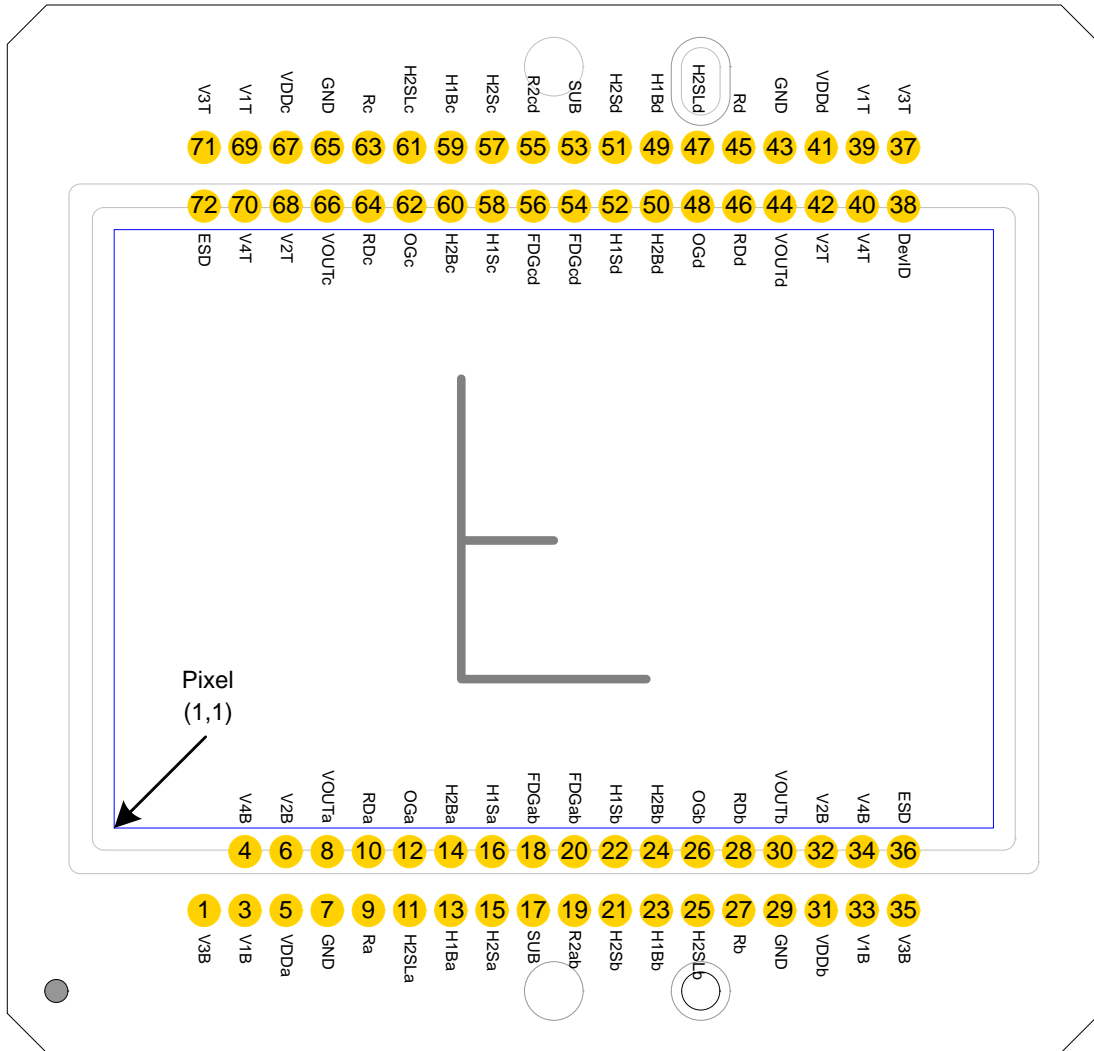 V3T V1T VDDc GND Rc H2SLc H1Bc H2Sc R2cd SUB H2Sd H1Bd H2SLd Rd GND VDDd V1T V3T
71 69 67 65 63 61 59 57 55 53 51 49 47 45 43 41 39 37
72 70 68 66 64 62 60 58 56 54 52 50 48 46 44 42 40 38
ESD V4T V2T VOUTc RDc OGc H2Bc H1Sc FDGcd FDGcd H1Sd H2Bd OGd RDd VOUTd V2T V4T DevID
Pixel
(1,1)
V4B V2B VOUTa RDa OGa H2Ba H1Sa FDGab FDGab H1Sb H2Bb OGb RDb VOUTb V2B V4B ESD
4 6 8 10 12 14 16 18 20 22 24 26 28 30 32 34 36
1 3 5 7 9 11 13 15 17 19 21 23 25 27 29 31 33 35
V3B V1B VDDa GND Ra H2SLa H1Ba H2Sa SUB R2ab H2Sb H1Bb H2SLb Rb GND VDDb V1B V3B